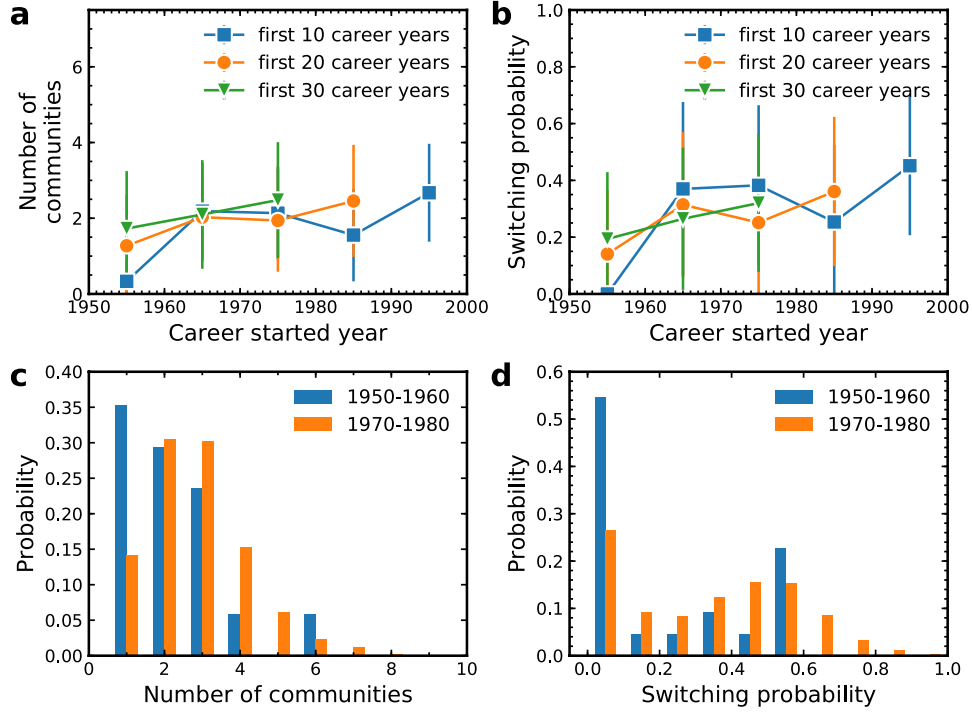 a
first 10 career years
first 20 career years
first 30 career years
Number of
communities
6
4
2
0
1950 1960 1970 1980 1990 2000
Career started year
b
first 10 career years
first 20 career years
first 30 career years
Switching probability
1.0
0.8
0.6
0.4
0.2
0.0
1950 1960 1970 1980 1990 2000
Career started year
c
1950-1960
1970-1980
Probability
0.40
0.35
0.30
0.25
0.20
0.15
0.10
0.05
0.00
0 2 4 6 8 10
Number of communities
d
1950-1960
1970-1980
Probability
0.6
0.5
0.4
0.3
0.2
0.1
0.0
0.0 0.2 0.4 0.6 0.8 1.0
Switching probability